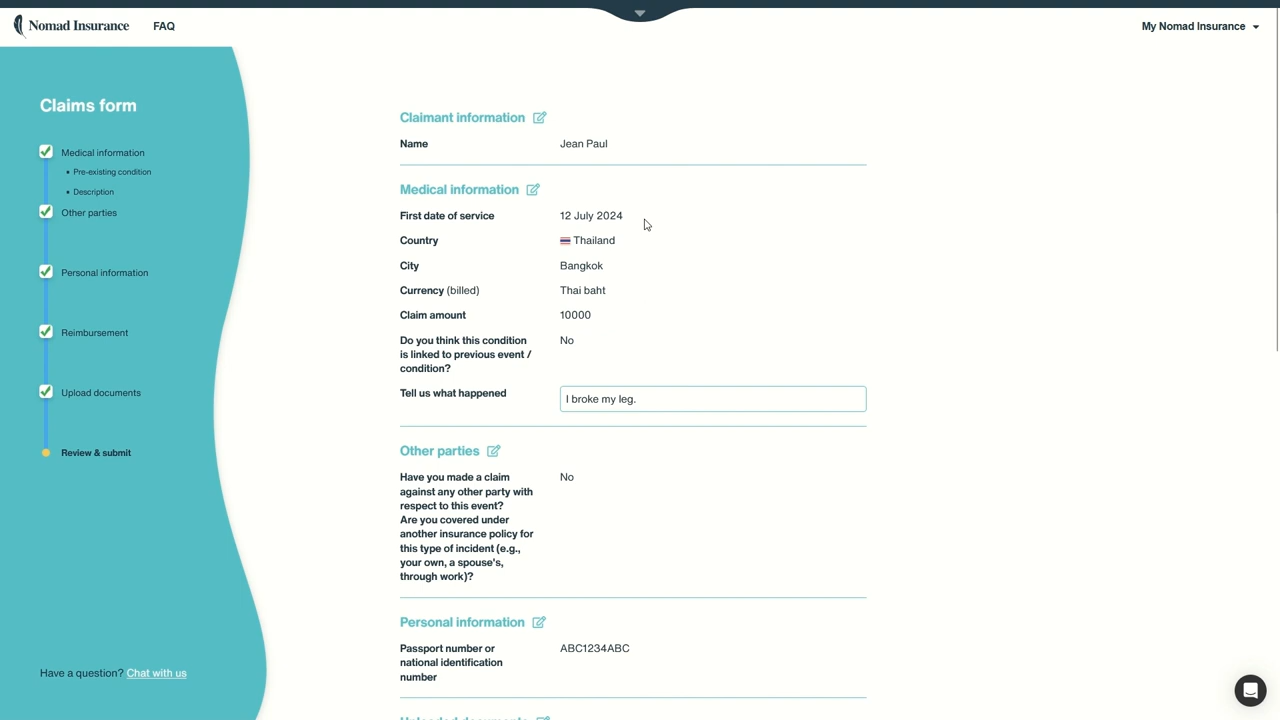 Nomad Insurance
FAQ
My Nomad Insurance
Claims form
Medical information
• Pre-existing condition
• Description
Other parties
Personal information
Reimbursement
Upload documents
Review & submit
Have a question? Chat with us
Claimant information
Name Jean Paul
Medical information
First date of service 12 July 2024
Country Thailand
City Bangkok
Currency (billed) Thai baht
Claim amount 10000
Do you think this condition No
is linked to previous event /
condition?
Tell us what happened I broke my leg.
Other parties
Have you made a claim No
against any other party with
respect to this event?
Are you covered under
another insurance policy for
this type of incident (e.g.,
your own, a spouse's,
through work)?
Personal information
Passport number or ABC1234ABC
national identification
number
Uploaded documents